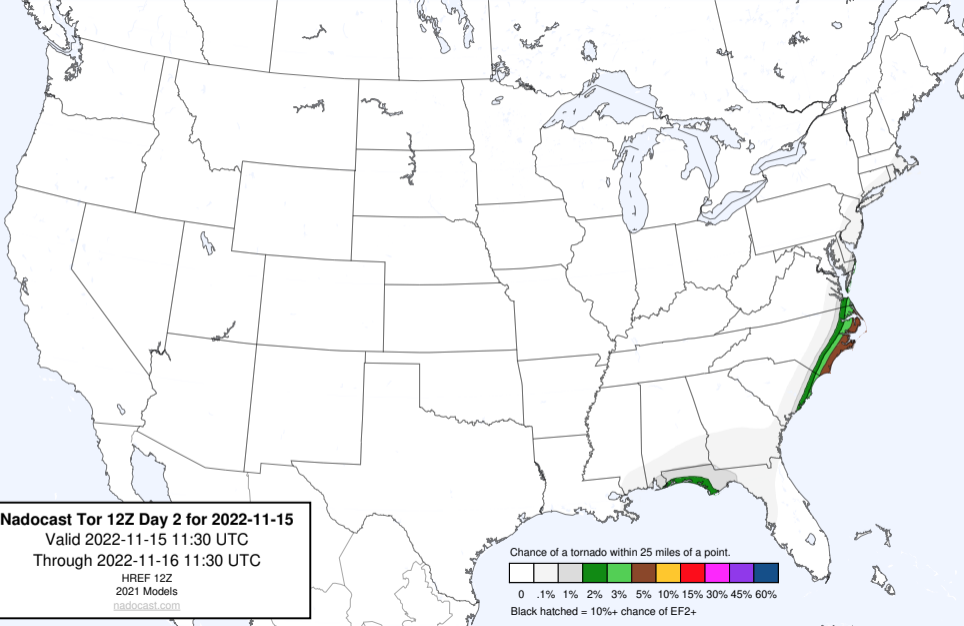 Nadocast Tor 12Z Day 2 for 2022-11-15
Valid 2022-11-15 11:30 UTC
Through 2022-11-16 11:30 UTC
HREF 12Z
2021 Models
nadocast.com
Chance of a tornado within 25 miles of a point.
0 .1% 1% 2% 3% 5% 10% 15% 30% 45% 60%
Black hatched = 10%+ chance of EF2+